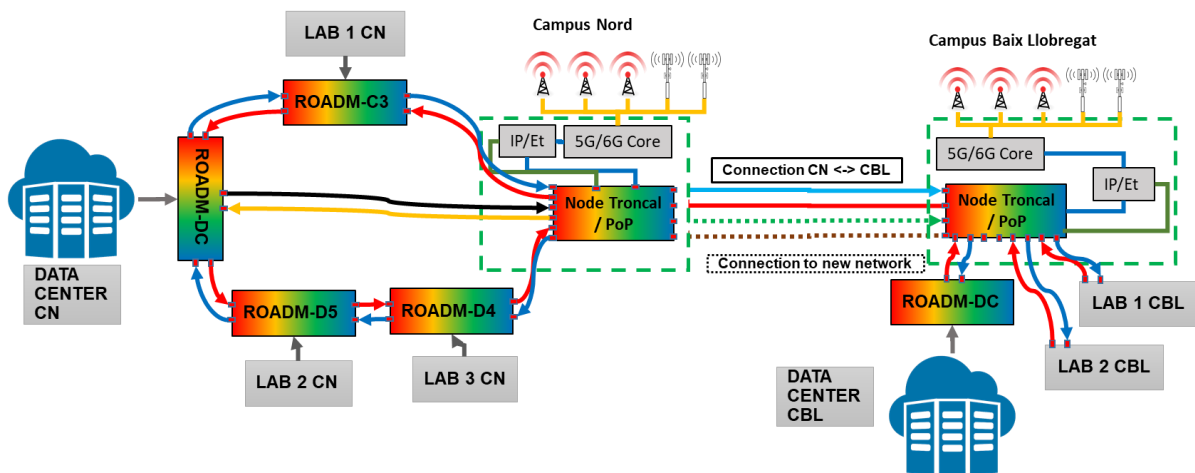 LAB 1 CN
Campus Nord
Campus Baix Llobregat
ROADM-C3
IP/Et
5G/6G Core
5G/6G Core
ROADM-DC
Connection CN <-> CBL
IP/Et
Node Troncal
/ PoP
Node Troncal
/ PoP
DATA
CENTER
CN
Connection to new network
ROADM-D5
ROADM-D4
ROADM-DC
LAB 1 CBL
LAB 2 CN
LAB 3 CN
LAB 2 CBL
DATA
CENTER
CBL